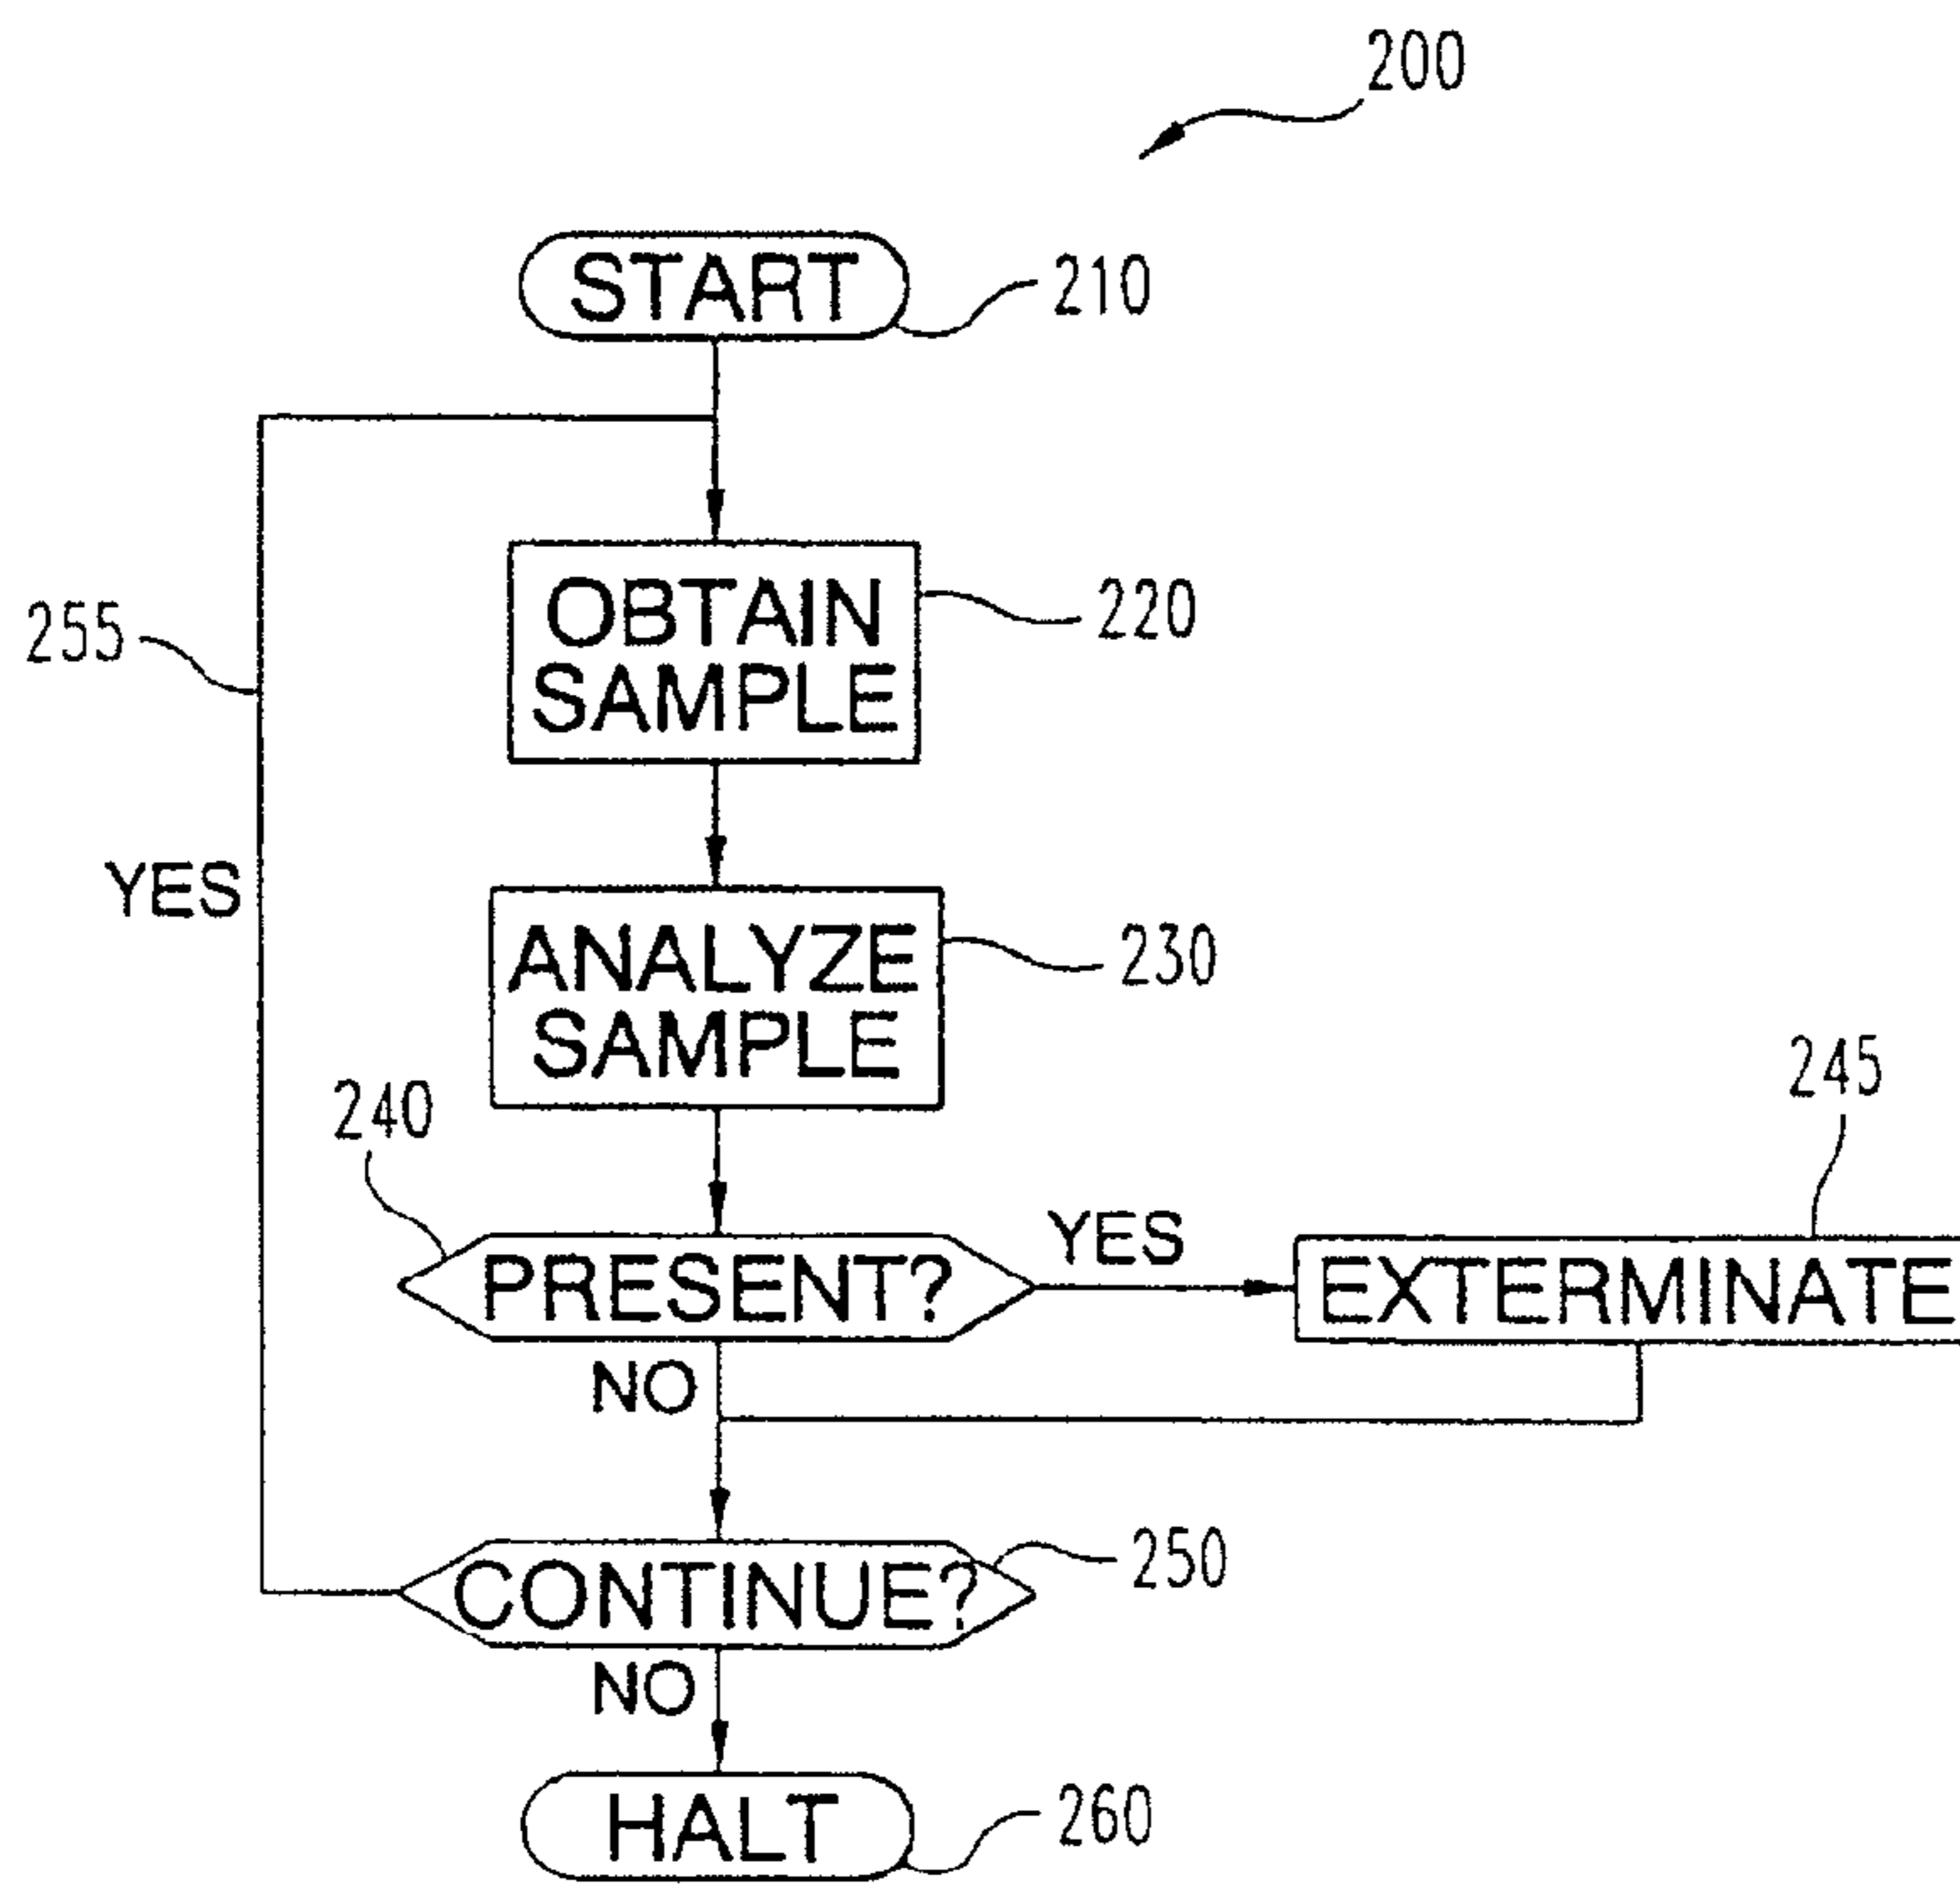 200
START
210
OBTAIN
SAMPLE
220
255
YES
ANALYZE
SAMPLE
230
240
245
PRESENT?
YES
EXTERMINATE
NO
CONTINUE?
250
NO
HALT
260